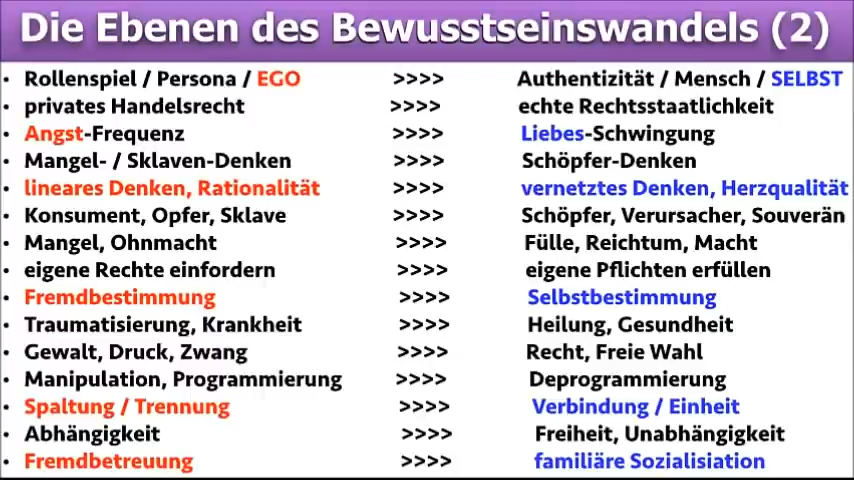 Die Ebenen des Bewusstseinswandels (2)
• Rollenspiel / Persona / EGO >>>> Authentizität / Mensch / SELBST
• privates Handelsrecht >>>> echte Rechtsstaatlichkeit
• Angst-Frequenz >>>> Liebes-Schwingung
• Mangel- / Sklaven-Denken >>>> Schöpfer-Denken
• lineares Denken, Rationalität >>>> vernetztes Denken, Herzqualität
• Konsument, Opfer, Sklave >>>> Schöpfer, Verursacher, Souverän
• Mangel, Ohnmacht >>>> Fülle, Reichtum, Macht
• eigene Rechte einfordern >>>> eigene Pflichten erfüllen
• Fremdbestimmung >>>> Selbstbestimmung
• Traumatisierung, Krankheit >>>> Heilung, Gesundheit
• Gewalt, Druck, Zwang >>>> Recht, Freie Wahl
• Manipulation, Programmierung >>>> Deprogrammierung
• Spaltung / Trennung >>>> Verbindung / Einheit
• Abhängigkeit >>>> Freiheit, Unabhängigkeit
• Fremdbetreuung >>>> familiäre Sozialisiation